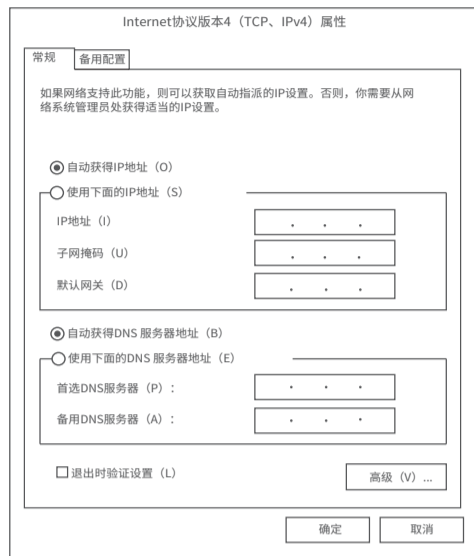 Internet协议版本4（TCP、IPv4）属性
常规
备用配置
如果网络支持此功能，则可以获取自动指派的IP设置。否则，你需要从网
络系统管理员处获得适当的IP设置。
自动获得IP地址（O）
使用下面的IP地址（S）
IP地址（I）
子网掩码（U）
默认网关（D）
自动获得DNS 服务器地址（B）
使用下面的DNS 服务器地址（E）
首选DNS服务器（P）：
备用DNS服务器（A）：
退出时验证设置（L）
高级（V）...
确定
取消